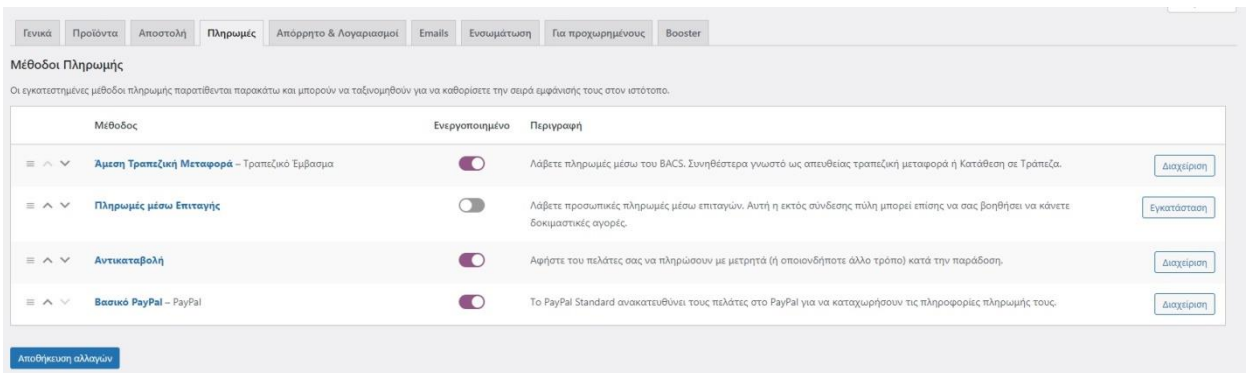 Γενικά Προϊόντα Αποστολή Πληρωμές Απόρρητο & Λογαριασμοί Emails Ενσωμάτωση Για προχωρημένους Booster
Μέθοδοι Πληρωμής
Οι εγκατεστημένες μέθοδοι πληρωμής παρατίθενται παρακάτω και μπορούν να ταξινομηθούν για να καθορίσετε την σειρά εμφάνισής τους στον ιστότοπο.
Μέθοδος Ενεργοποιημένο Περιγραφή
Άμεση Τραπεζική Μεταφορά – Τραπεζικό Έμβασμα Λάβετε πληρωμές μέσω του BACS. Συνηθέστερα γνωστό ως απευθείας τραπεζική μεταφορά ή Κατάθεση σε Τράπεζα. Διαχείριση
Πληρωμές μέσω Επιταγής Λάβετε προσωπικές πληρωμές μέσω επιταγών. Αυτή η εκτός σύνδεσης πύλη μπορεί επίσης να σας βοηθήσει να κάνετε Εγκατάσταση
δοκιμαστικές αγορές.
Αντικαταβολή Αφήστε του πελάτες σας να πληρώσουν με μετρητά (ή οποιονδήποτε άλλο τρόπο) κατά την παράδοση. Διαχείριση
Βασικό PayPal – PayPal Το PayPal Standard ανακατευθύνει τους πελάτες στο PayPal για να καταχωρήσουν τις πληροφορίες πληρωμής τους. Διαχείριση
Αποθήκευση αλλαγών